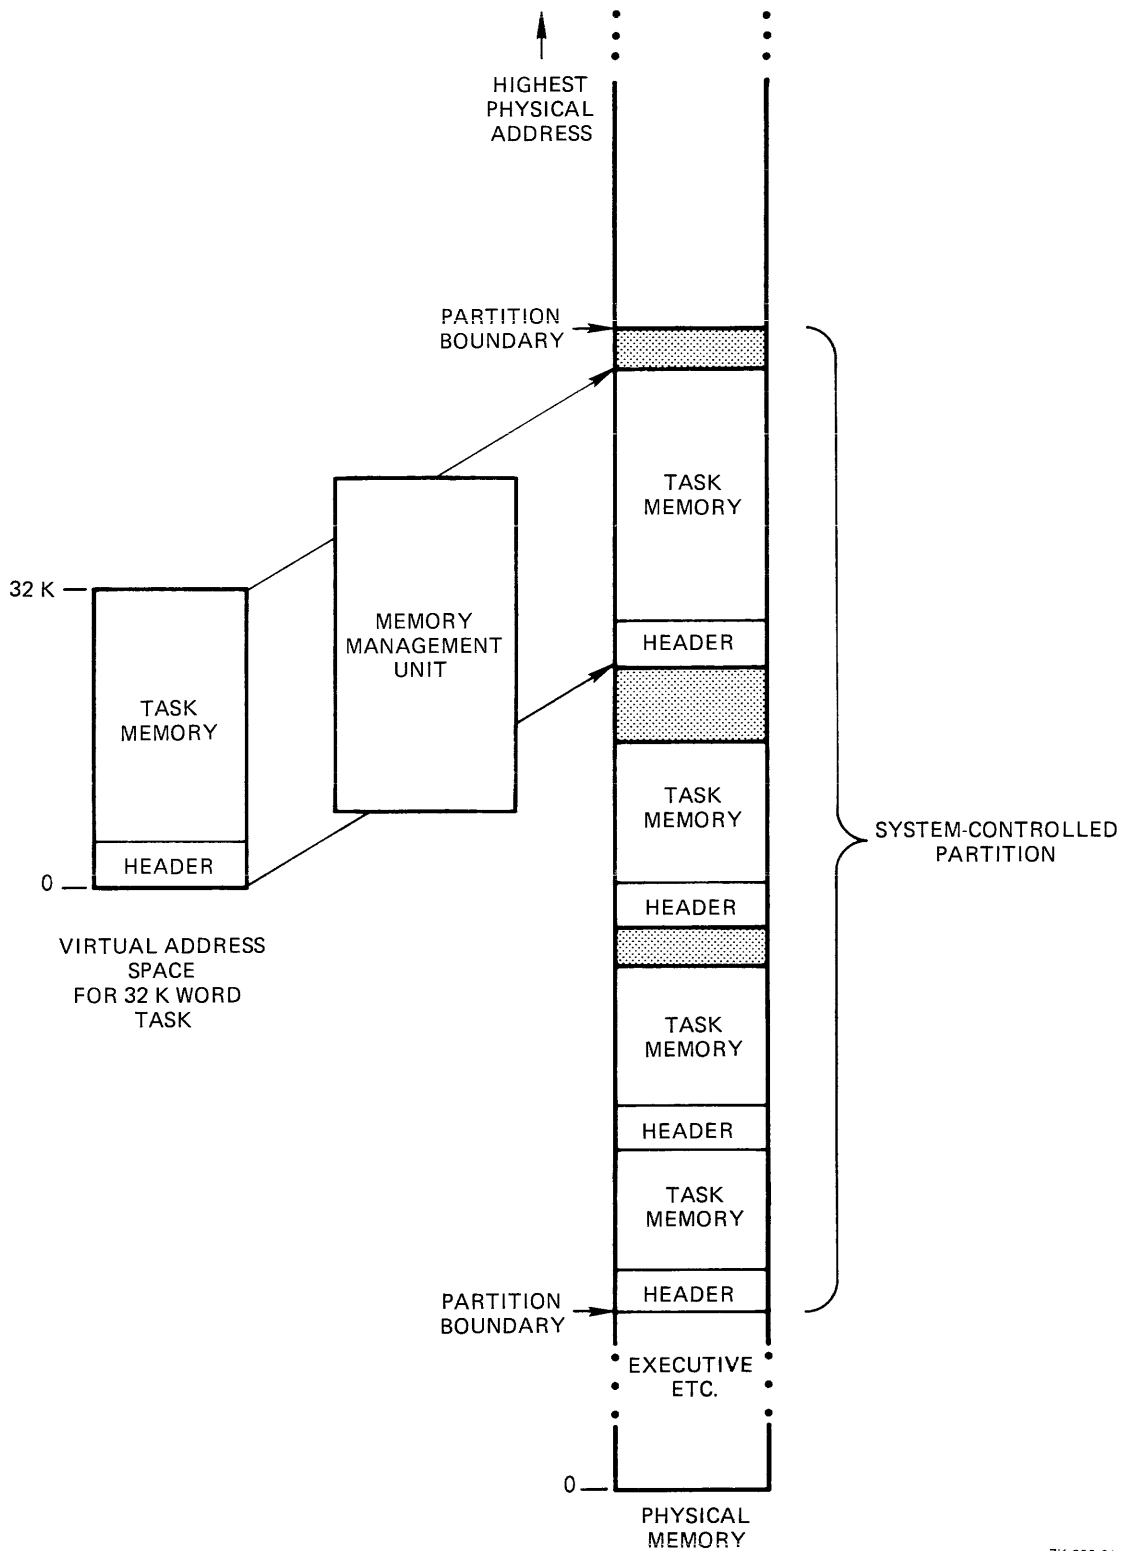 HIGHEST
PHYSICAL
ADDRESS
PARTITION
BOUNDARY
TASK
MEMORY
32 K
MEMORY
MANAGEMENT
UNIT
HEADER
TASK
MEMORY
TASK
MEMORY
SYSTEM-CONTROLLED
PARTITION
HEADER
0
HEADER
VIRTUAL ADDRESS
SPACE
FOR 32 K WORD
TASK
TASK
MEMORY
HEADER
TASK
MEMORY
HEADER
PARTITION
BOUNDARY
EXECUTIVE
ETC.
0
PHYSICAL
MEMORY